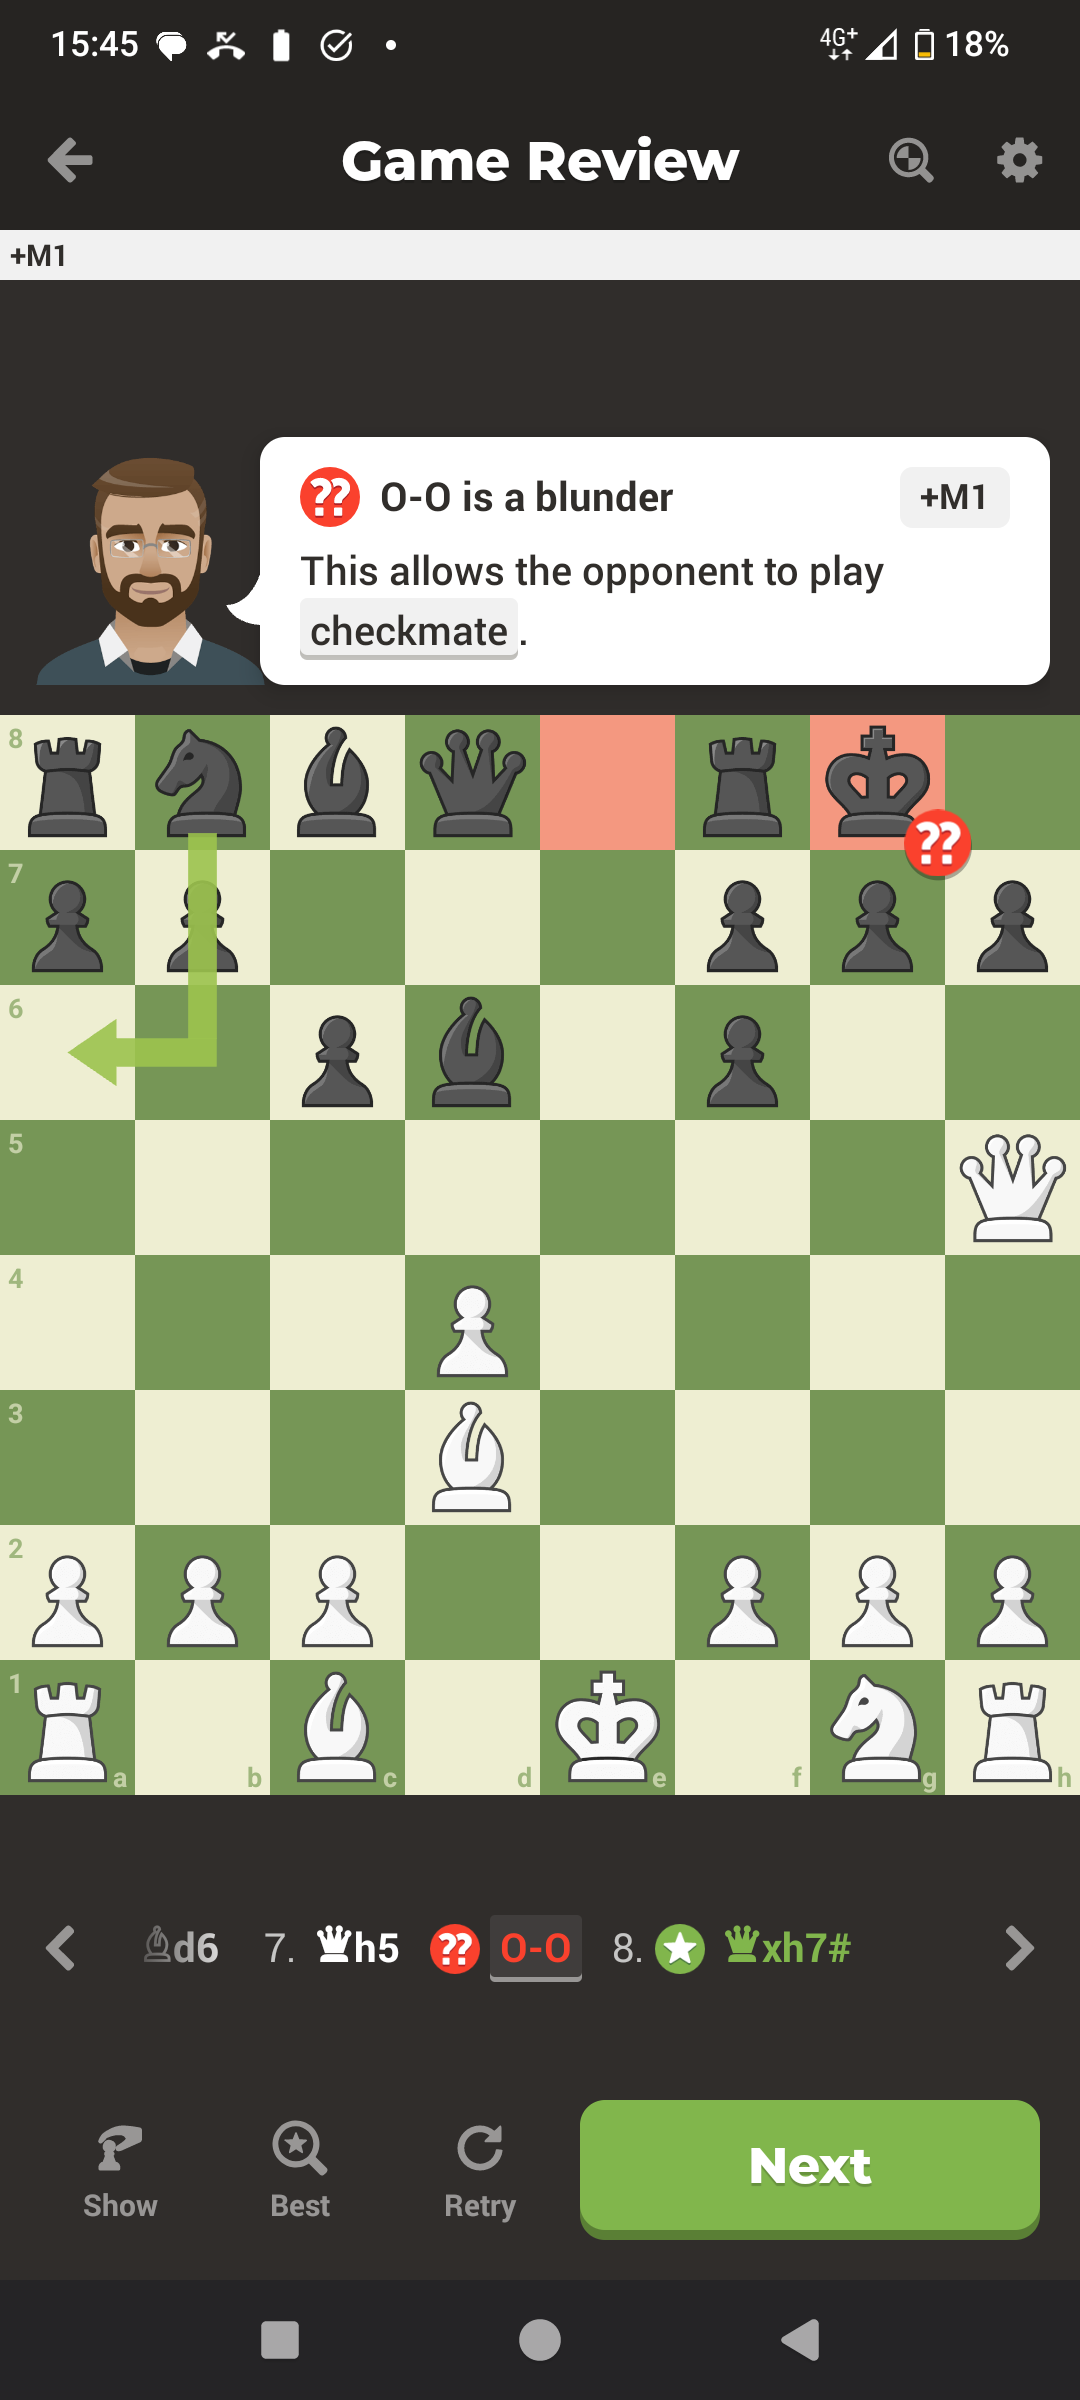 15:45
4G+
18%
Game Review
+M1
?? O-O is a blunder
+M1
This allows the opponent to play
checkmate.
8
??
7
6
5
4
3
2
1
a b c d e f g h
d6 7. h5 ?? O-O 8. xh7#
Show Best Retry Next